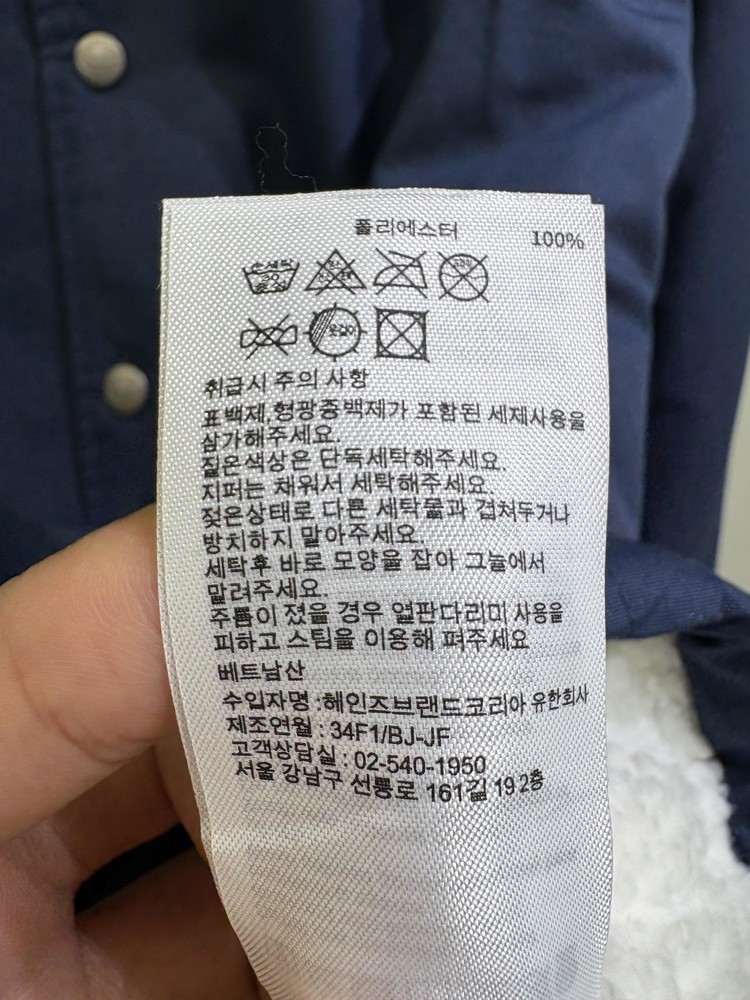 폴리에스터 100%
손세탁
30
중성
옷걸이
취급시 주의 사항
표백제,형광증백제가 포함된 세제사용을
삼가해주세요.
짙은색상은 단독세탁해주세요.
지퍼는 채워서 세탁해주세요.
젖은상태로 다른 세탁물과 겹쳐두거나
방치하지 말아주세요.
세탁후 바로 모양을 잡아 그늘에서
말려주세요.
주름이 졌을 경우 열판다리미 사용을
피하고 스팀을 이용해 펴주세요
베트남산
수입자명 :헤인즈브랜드코리아 유한회사
제조연월 : 34F1/BJ-JF
고객상담실 : 02-540-1950
서울 강남구 선릉로 161길 19 2층